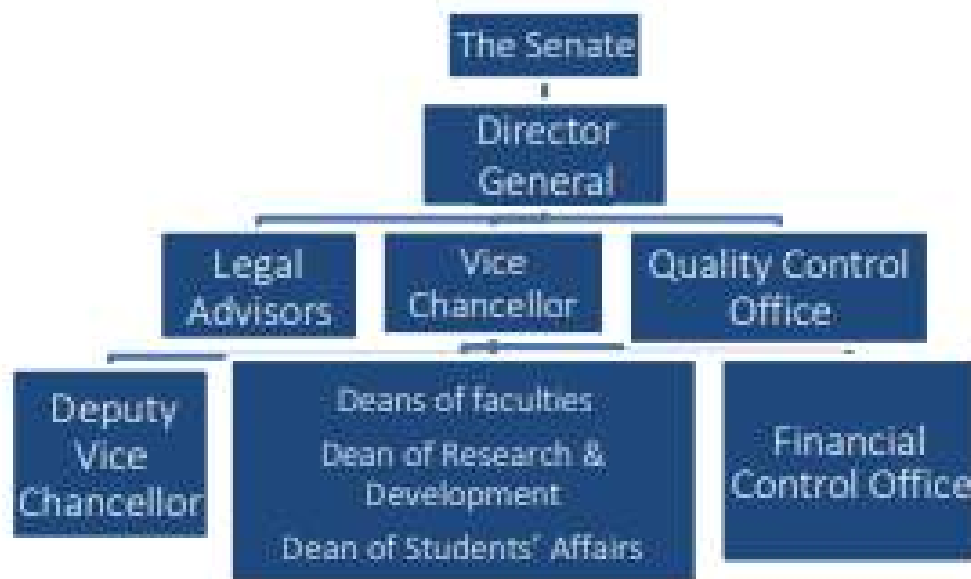 The Senate
Director
General
Legal
Advisors
Vice
Chancellor
Quality Control
Office
Deputy
Vice
Chancellor
Deans of faculties
Dean of Research &
Development
Dean of Students´ Affairs
Financial
Control Office